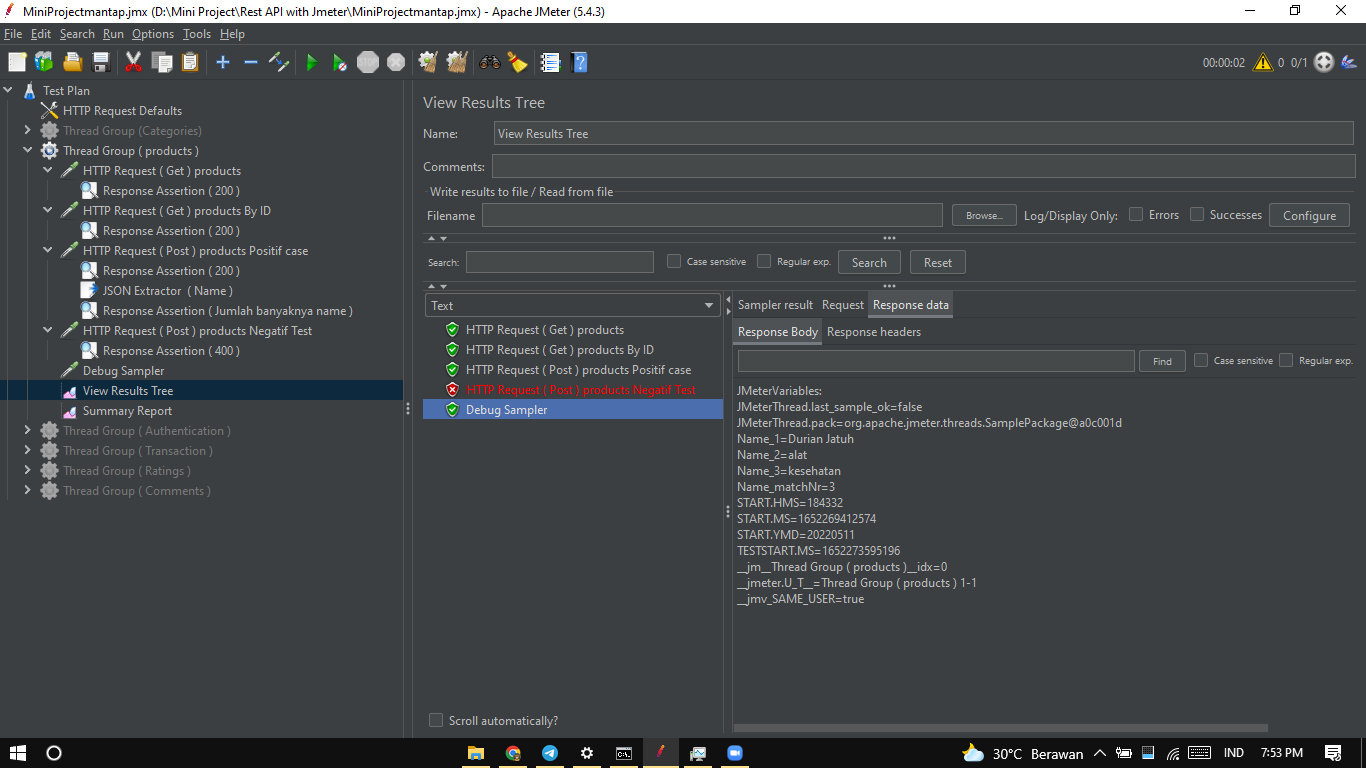 MiniProjectmantap.jmx (D:\Mini Project\Rest API with Jmeter\MiniProjectmantap.jmx) - Apache JMeter (5.4.3)
File Edit Search Run Options Tools Help
STOP
00:00:02 0 0/1
Test Plan
HTTP Request Defaults
Thread Group (Categories)
Thread Group ( products )
HTTP Request ( Get ) products
Response Assertion ( 200 )
HTTP Request ( Get ) products By ID
Response Assertion ( 200 )
HTTP Request ( Post ) products Positif case
Response Assertion ( 200 )
JSON Extractor ( Name )
Response Assertion ( Jumlah banyaknya name )
HTTP Request ( Post ) products Negatif Test
Response Assertion ( 400 )
Debug Sampler
View Results Tree
Summary Report
Thread Group ( Authentication )
Thread Group ( Transaction )
Thread Group ( Ratings )
Thread Group ( Comments )
View Results Tree
Name: View Results Tree
Comments:
Write results to file / Read from file
Filename Browse... Log/Display Only: Errors Successes Configure
Search: Case sensitive Regular exp. Search Reset
Text
HTTP Request ( Get ) products
HTTP Request ( Get ) products By ID
HTTP Request ( Post ) products Positif case
HTTP Request ( Post ) products Negatif Test
Debug Sampler
Scroll automatically?
Sampler result Request Response data
Response Body Response headers
Find Case sensitive Regular exp.
JMeterVariables:
JMeterThread.last_sample_ok=false
JMeterThread.pack=org.apache.jmeter.threads.SamplePackage@a0c001d
Name_1=Durian Jatuh
Name_2=alat
Name_3=kesehatan
Name_matchNr=3
START.HMS=184332
START.MS=1652269412574
START.YMD=20220511
TESTSTART.MS=1652273595196
__jm__Thread Group ( products )__idx=0
__jmeter.U_T__=Thread Group ( products ) 1-1
__jmv_SAME_USER=true
30°C Berawan IND 7:53 PM